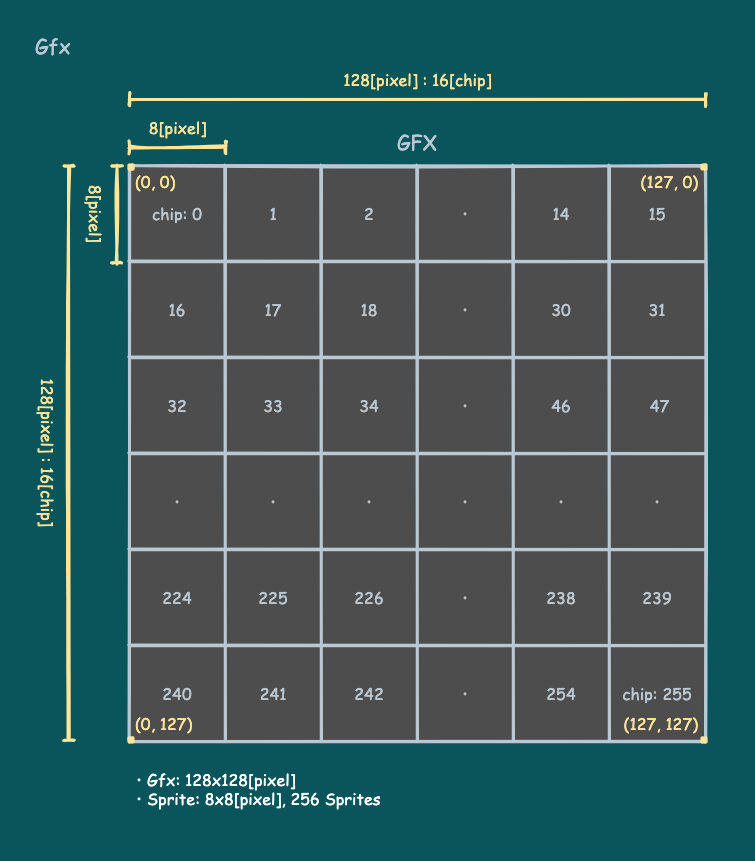 Gfx
128[pixel] : 16[chip]
8[pixel]
GFX
8[pixel]
128[pixel] : 16[chip]
(0, 0)
(127, 0)
chip: 0 1 2 · 14 15
16 17 18 · 30 31
32 33 34 · 46 47
· · · · · ·
224 225 226 · 238 239
240 241 242 · 254 chip: 255
(0, 127)
(127, 127)
· Gfx: 128x128[pixel]
· Sprite: 8x8[pixel], 256 Sprites